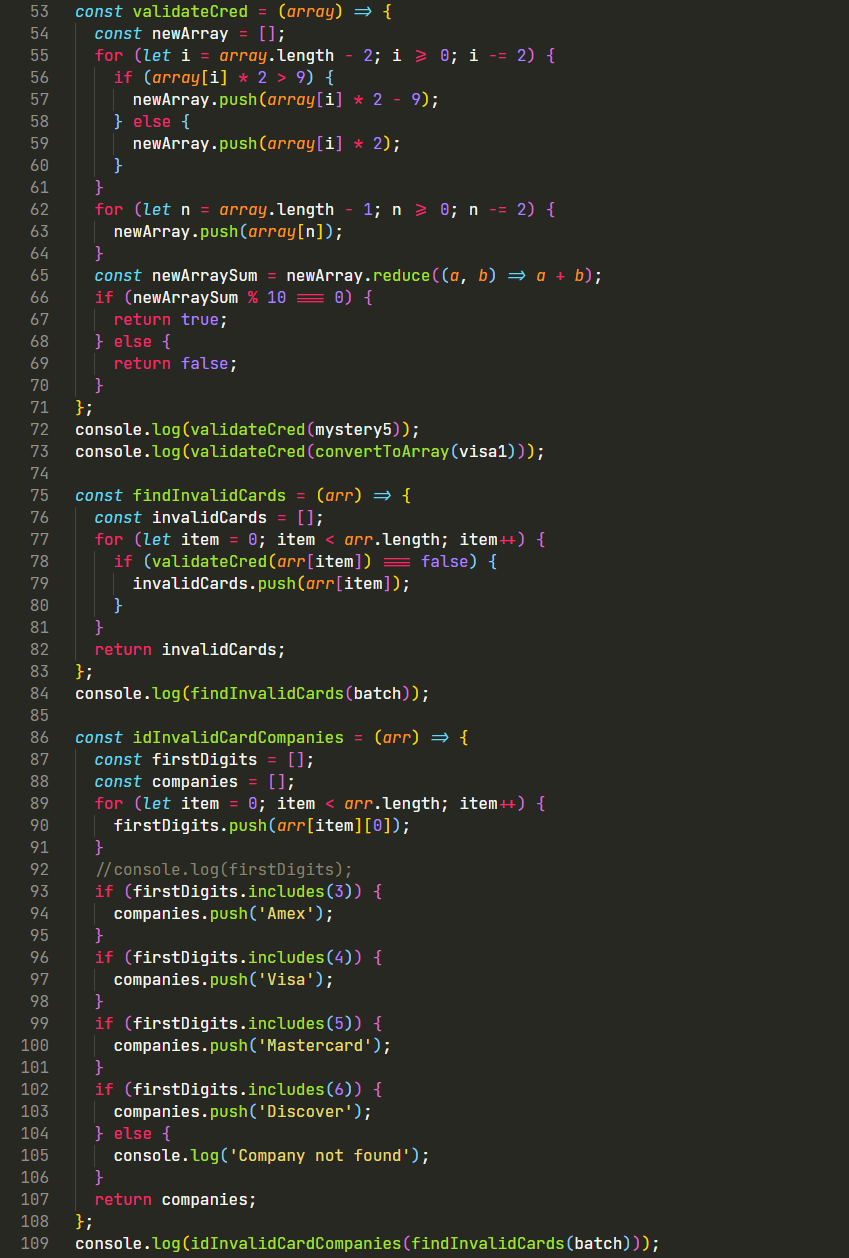 53 const validateCred = (array) => {
54   const newArray = [];
55   for (let i = array.length - 2; i >= 0; i -= 2) {
56     if (array[i] * 2 > 9) {
57       newArray.push(array[i] * 2 - 9);
58     } else {
59       newArray.push(array[i] * 2);
60     }
61   }
62   for (let n = array.length - 1; n >= 0; n -= 2) {
63     newArray.push(array[n]);
64   }
65   const newArraySum = newArray.reduce((a, b) => a + b);
66   if (newArraySum % 10 === 0) {
67     return true;
68   } else {
69     return false;
70   }
71 };
72 console.log(validateCred(mystery5));
73 console.log(validateCred(convertToArray(visa1)));
74
75 const findInvalidCards = (arr) => {
76   const invalidCards = [];
77   for (let item = 0; item < arr.length; item++) {
78     if (validateCred(arr[item]) === false) {
79       invalidCards.push(arr[item]);
80     }
81   }
82   return invalidCards;
83 };
84 console.log(findInvalidCards(batch));
85
86 const idInvalidCardCompanies = (arr) => {
87   const firstDigits = [];
88   const companies = [];
89   for (let item = 0; item < arr.length; item++) {
90     firstDigits.push(arr[item][0]);
91   }
92   //console.log(firstDigits);
93   if (firstDigits.includes(3)) {
94     companies.push('Amex');
95   }
96   if (firstDigits.includes(4)) {
97     companies.push('Visa');
98   }
99   if (firstDigits.includes(5)) {
100     companies.push('Mastercard');
101   }
102   if (firstDigits.includes(6)) {
103     companies.push('Discover');
104   } else {
105     console.log('Company not found');
106   }
107   return companies;
108 };
109 console.log(idInvalidCardCompanies(findInvalidCards(batch)));